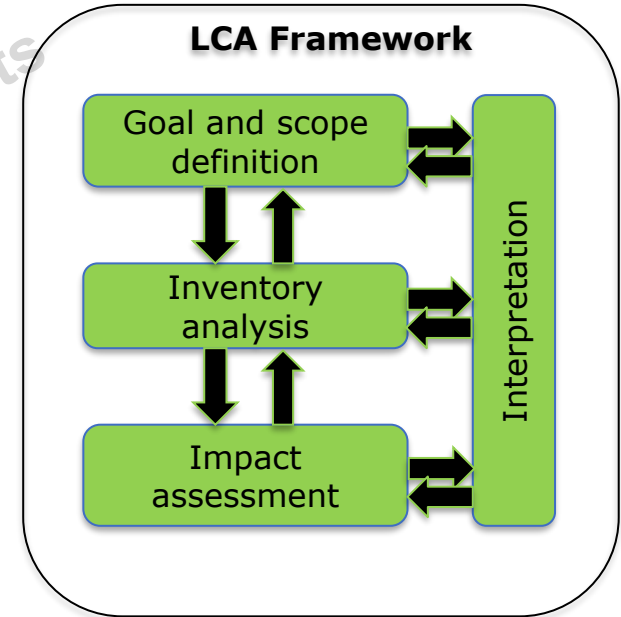 LCA Framework
Goal and scope
definition
Inventory
analysis
Impact
assessment
Interpretation